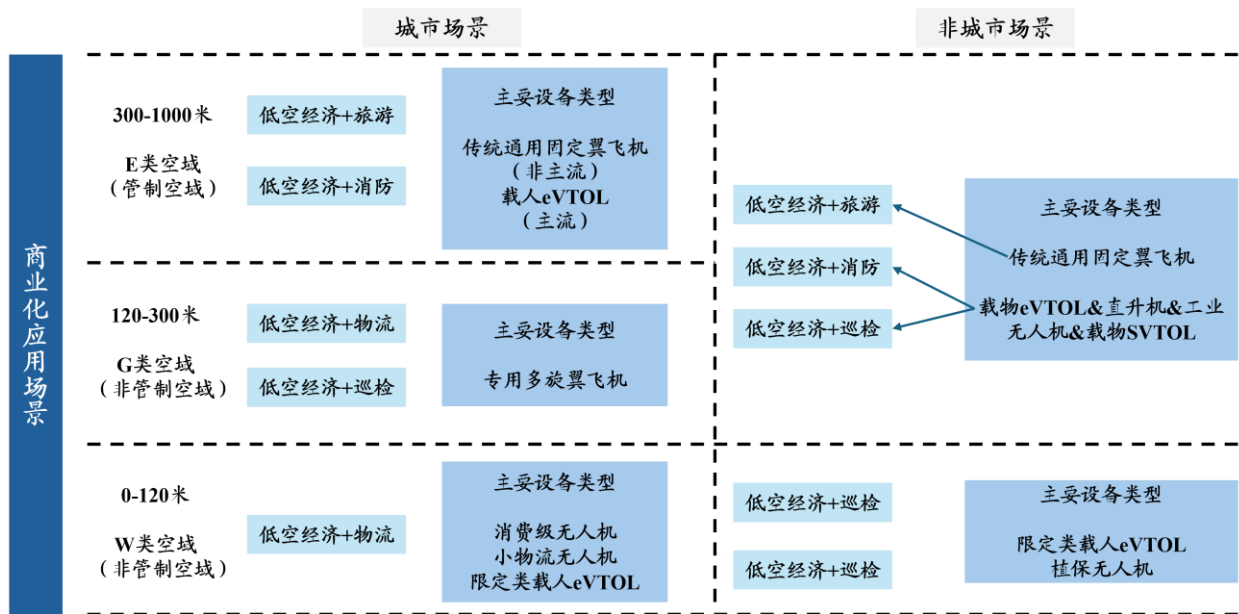 城市场景
非城市场景
商业化应用场景
300-1000米
E类空域
（管制空域）
低空经济+旅游
低空经济+消防
主要设备类型
传统通用固定翼飞机
（非主流）
载人eVTOL
（主流）
120-300米
G类空域
（非管制空域）
低空经济+物流
低空经济+巡检
主要设备类型
专用多旋翼飞机
低空经济+旅游
低空经济+消防
低空经济+巡检
主要设备类型
传统通用固定翼飞机
载物eVTOL&直升机&工业
无人机&载物SVTOL
0-120米
W类空域
（非管制空域）
低空经济+物流
主要设备类型
消费级无人机
小物流无人机
限定类载人eVTOL
低空经济+巡检
低空经济+巡检
主要设备类型
限定类载人eVTOL
植保无人机